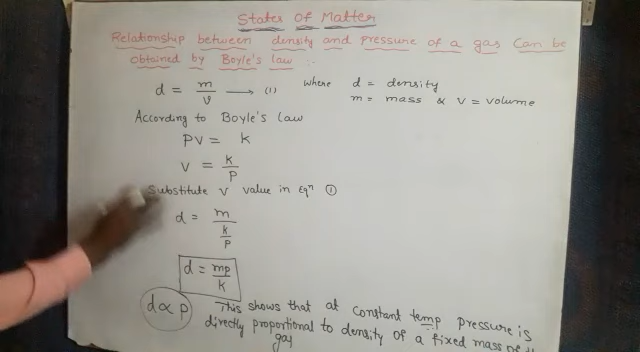 States Of Matter
Relationship between density and pressure of a gas Can be
obtained by Boyle's law :-
d = m/v ⟶ (1) where d = density
m = mass & v = volume
According to Boyle's law
PV = k
V = k/P
Substitute V value in Eqn ①
d = m/(k/P)
d = mp/k
d ∝ P This shows that at Constant temp pressure is
directly proportional to density of a fixed mass of
gas